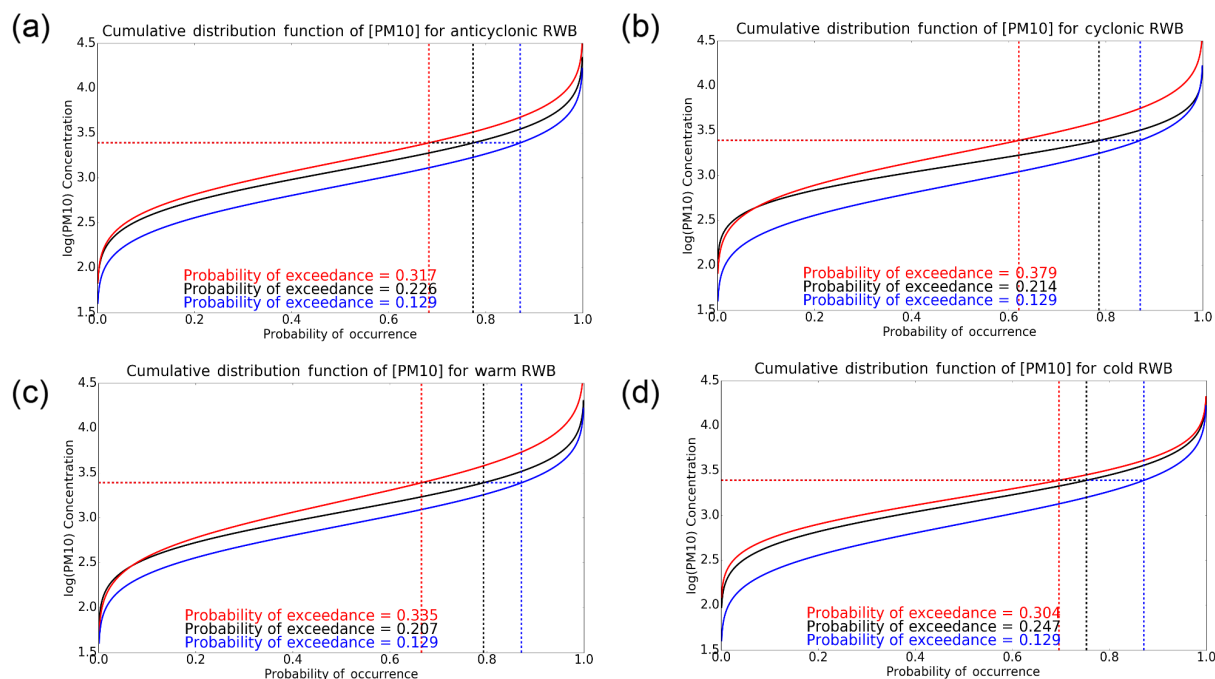 (a)
Cumulative distribution function of [PM10] for anticyclonic RWB
4.5
4.0
3.5
3.0
2.5
2.0
1.5
log(PM10) Concentration
Probability of exceedance = 0.317
Probability of exceedance = 0.226
Probability of exceedance = 0.129
0.0 0.2 0.4 0.6 0.8 1.0
Probability of occurrence
(b)
Cumulative distribution function of [PM10] for cyclonic RWB
4.5
4.0
3.5
3.0
2.5
2.0
1.5
log(PM10) Concentration
Probability of exceedance = 0.379
Probability of exceedance = 0.214
Probability of exceedance = 0.129
0.0 0.2 0.4 0.6 0.8 1.0
Probability of occurrence
(c)
Cumulative distribution function of [PM10] for warm RWB
4.5
4.0
3.5
3.0
2.5
2.0
1.5
log(PM10) Concentration
Probability of exceedance = 0.335
Probability of exceedance = 0.207
Probability of exceedance = 0.129
0.0 0.2 0.4 0.6 0.8 1.0
Probability of occurrence
(d)
Cumulative distribution function of [PM10] for cold RWB
4.5
4.0
3.5
3.0
2.5
2.0
1.5
log(PM10) Concentration
Probability of exceedance = 0.304
Probability of exceedance = 0.247
Probability of exceedance = 0.129
0.0 0.2 0.4 0.6 0.8 1.0
Probability of occurrence